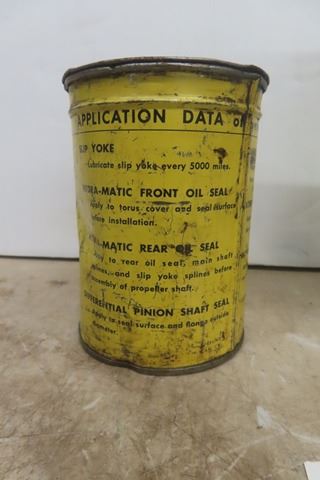 APPLICATION DATA
SLIP YOKE
Lubricate slip yoke every 5000 miles.
HYDRA-MATIC FRONT OIL SEAL
Apply to torus cover and seal surface
before installation.
HYDRA-MATIC REAR OIL SEAL
Apply to rear oil seal, main shaft
splines, and slip yoke splines before
assembly of propeller shaft.
DIFFERENTIAL PINION SHAFT SEAL
Apply to seal surface and flange outside
diameter.